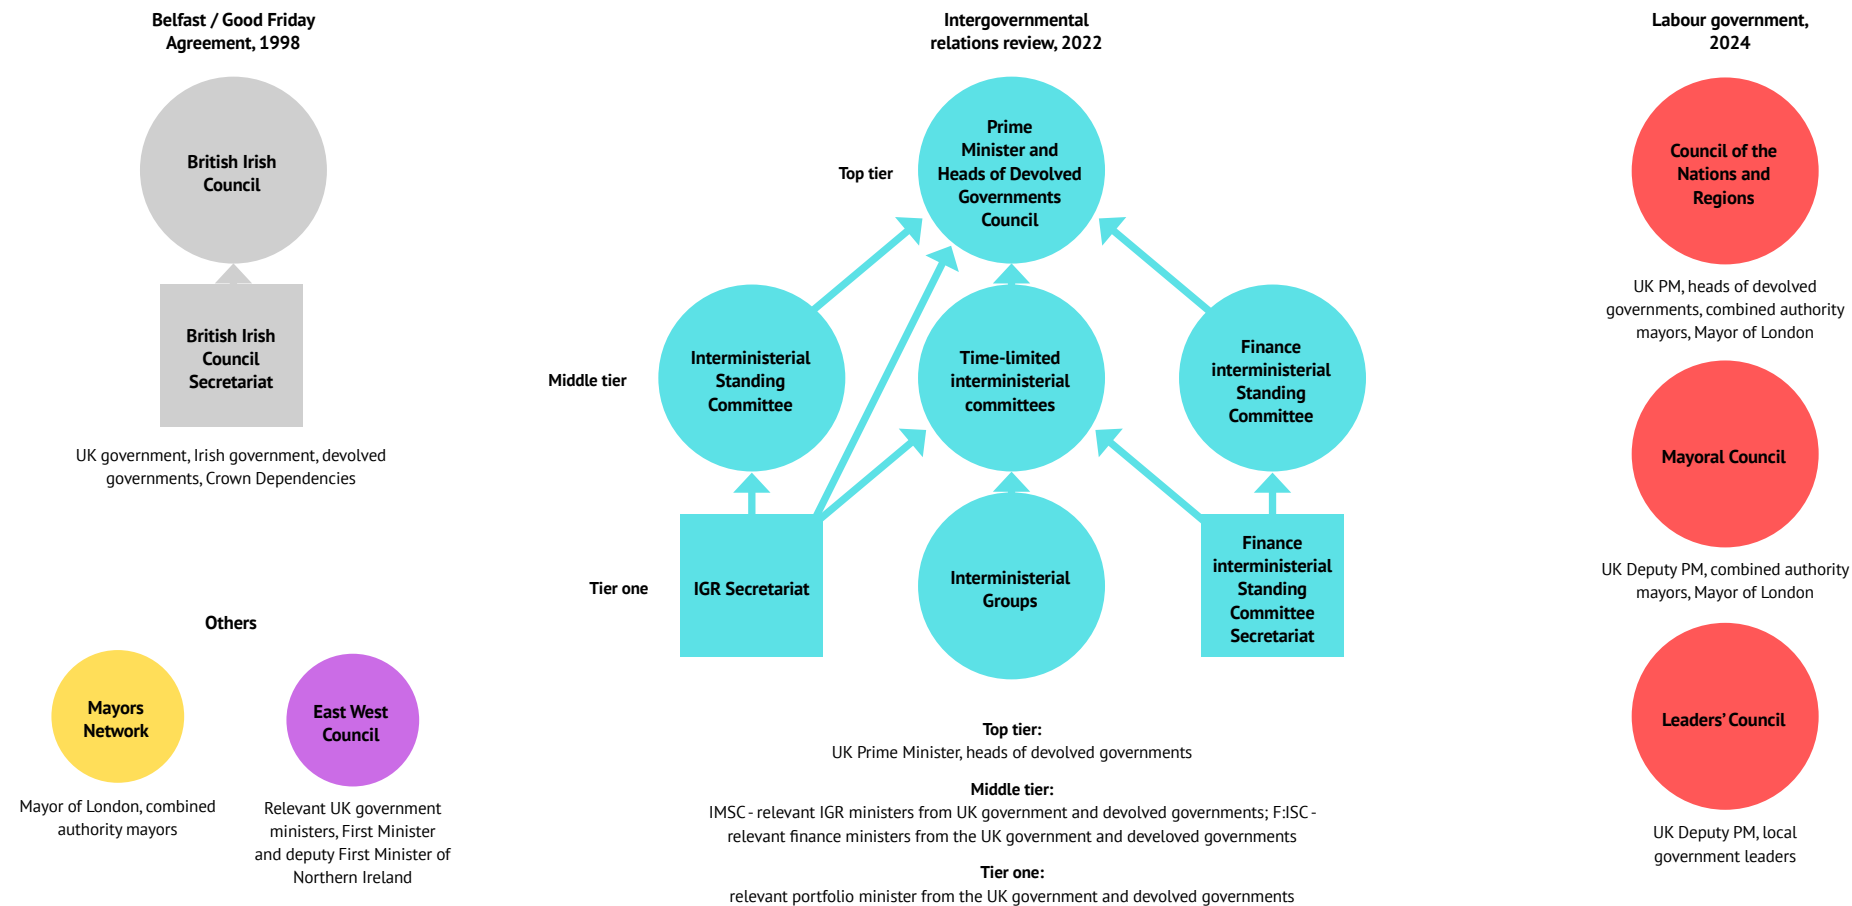 Belfast / Good Friday
Agreement, 1998
British Irish
Council
British Irish
Council
Secretariat
UK government, Irish government, devolved
governments, Crown Dependencies
Others
Mayors
Network
Mayor of London, combined
authority mayors
East West
Council
Relevant UK government
ministers, First Minister
and deputy First Minister of
Northern Ireland
Intergovernmental
relations review, 2022
Top tier
Prime
Minister and
Heads of Devolved
Governments
Council
Middle tier
Interministerial
Standing
Committee
Time-limited
interministerial
committees
Finance
interministerial
Standing
Committee
Tier one
IGR Secretariat
Interministerial
Groups
Finance
interministerial
Standing
Committee
Secretariat
Top tier:
UK Prime Minister, heads of devolved governments
Middle tier:
IMSC - relevant IGR ministers from UK government and devolved governments; F:ISC -
relevant finance ministers from the UK government and develoved governments
Tier one:
relevant portfolio minister from the UK government and devolved governments
Labour government,
2024
Council of the
Nations and
Regions
UK PM, heads of devolved
governments, combined authority
mayors, Mayor of London
Mayoral Council
UK Deputy PM, combined authority
mayors, Mayor of London
Leaders’ Council
UK Deputy PM, local
government leaders